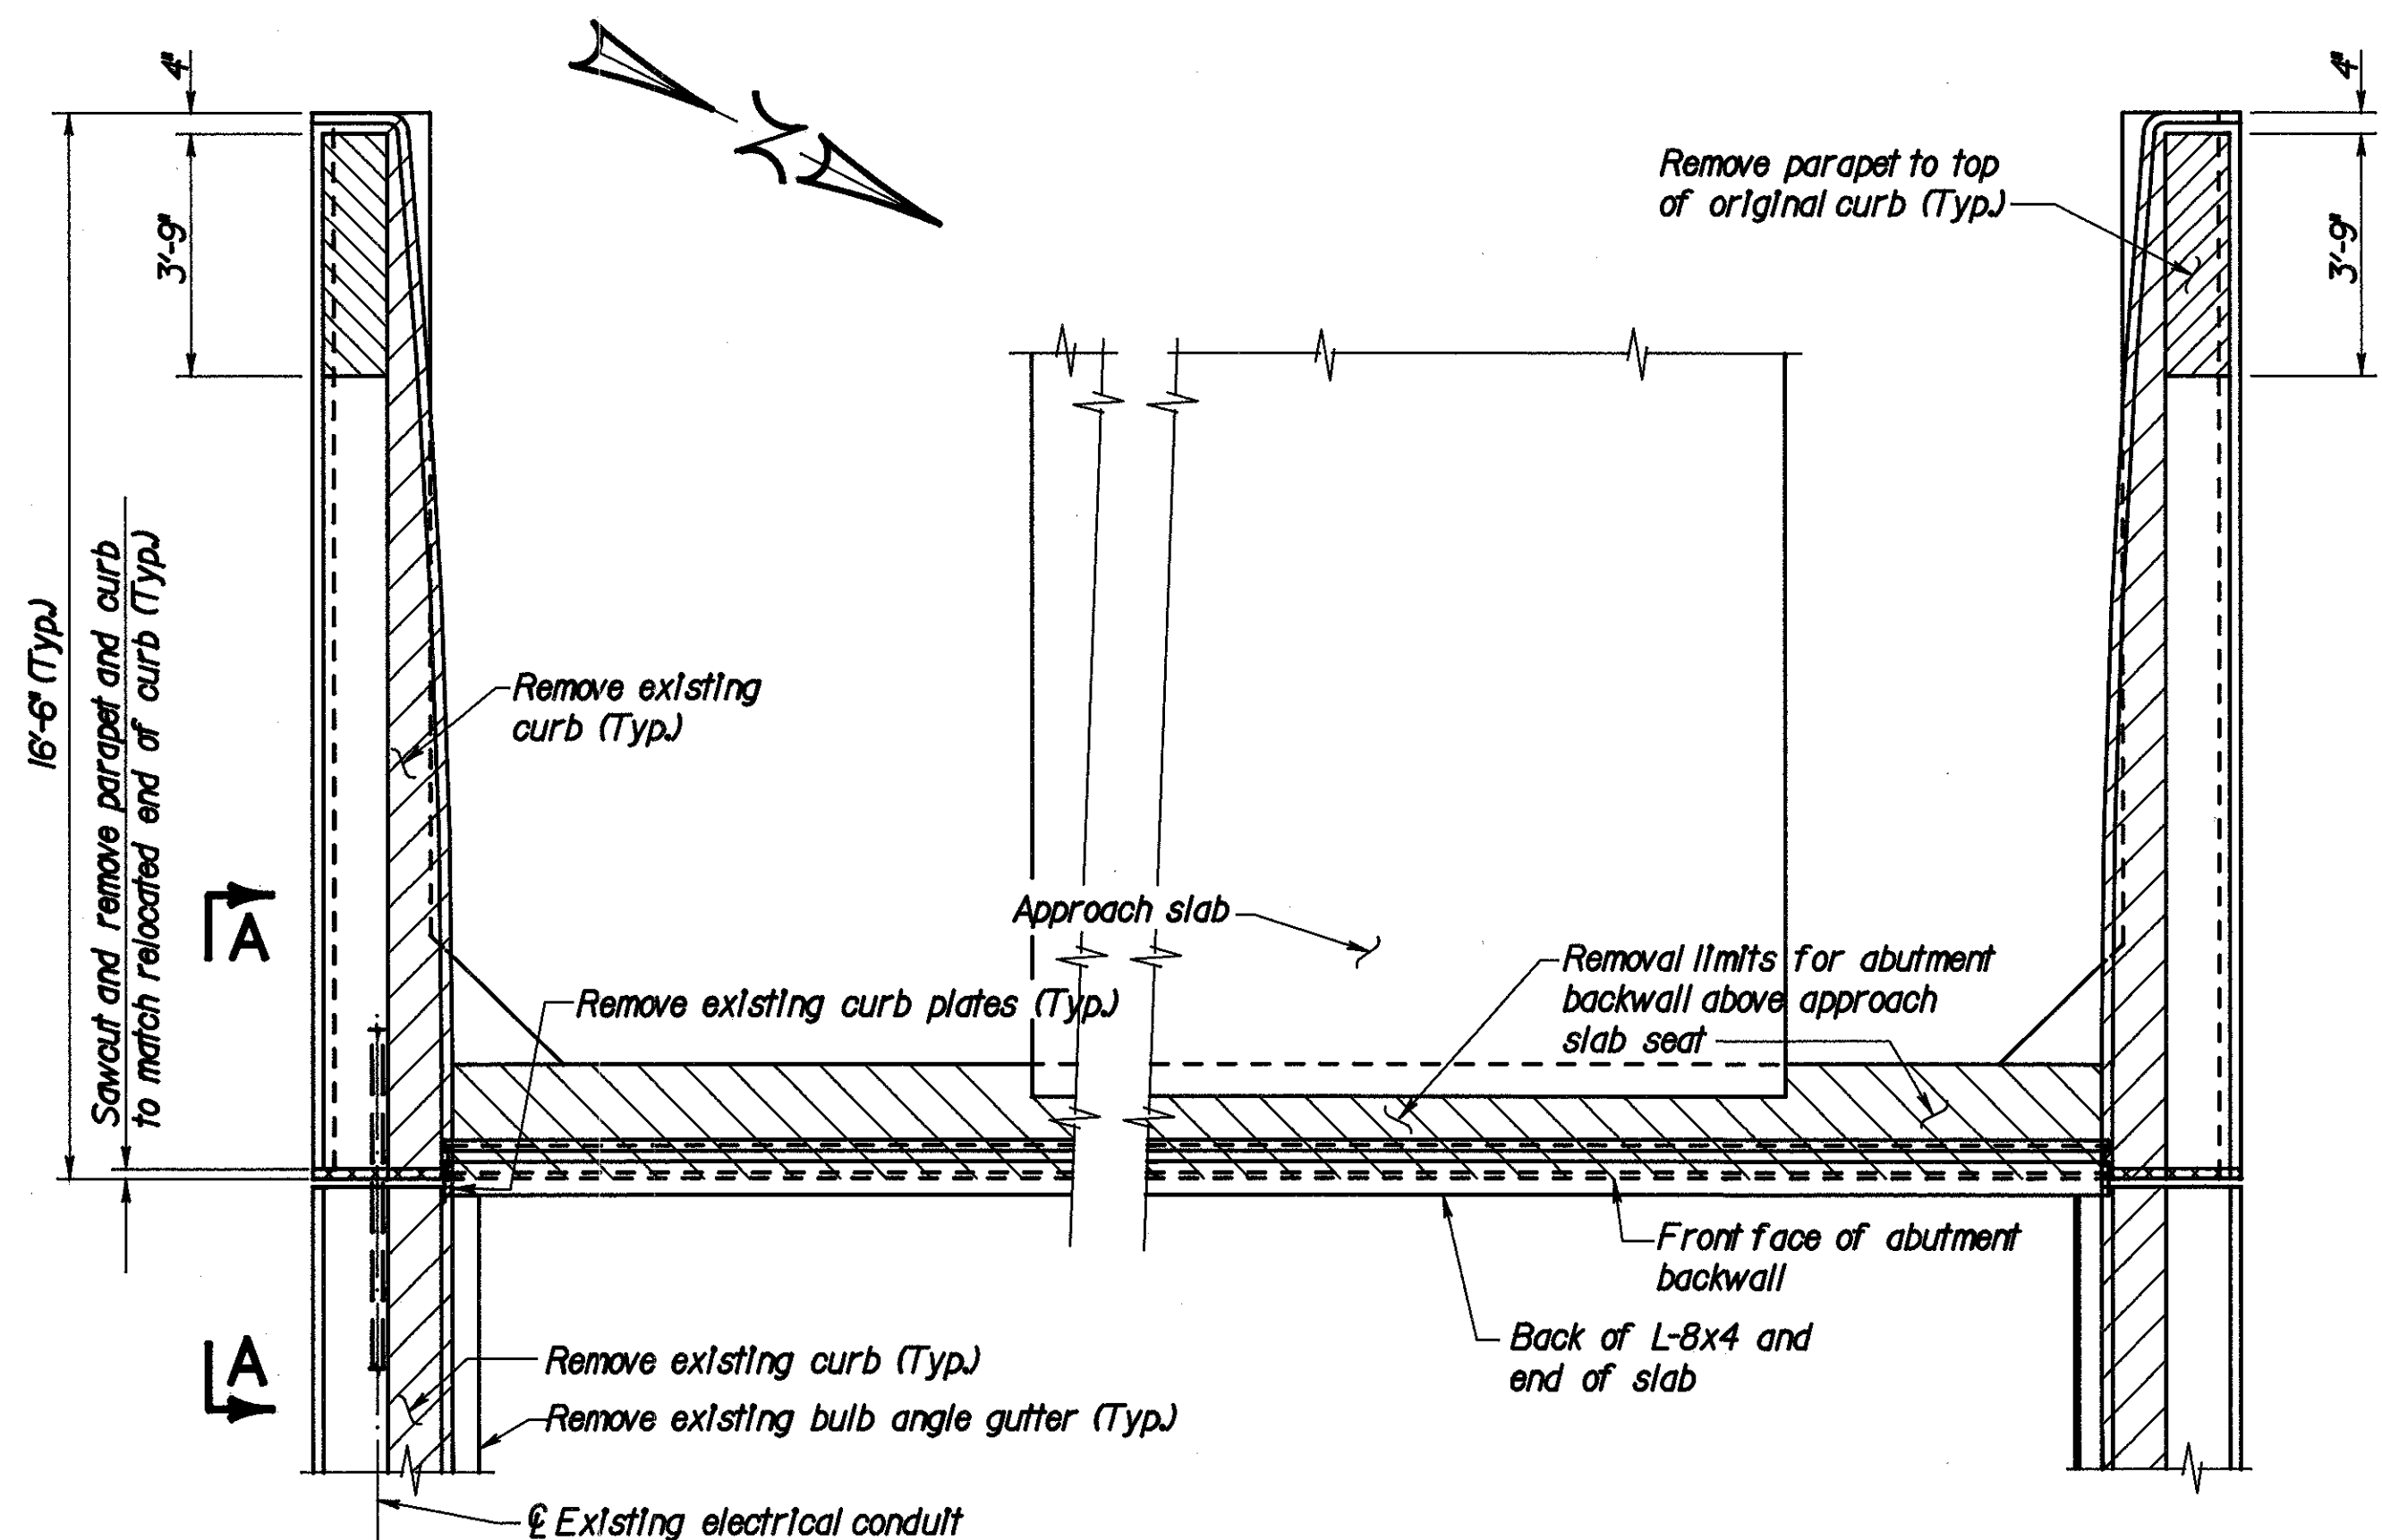 4"
3'-9"
16'-6" (Typ.)
Sawcut and remove parapet and curb
to match relocated end of curb (Typ.)
4"
3'-9"
Remove parapet to top
of original curb (Typ.)
Remove existing
curb (Typ.)
A
Approach slab
Removal limits for abutment
backwall above approach
slab seat
Remove existing curb plates (Typ.)
Front face of abutment
backwall
Back of L-8x4 and
end of slab
A
Remove existing curb (Typ.)
Remove existing bulb angle gutter (Typ.)
℄ Existing electrical conduit